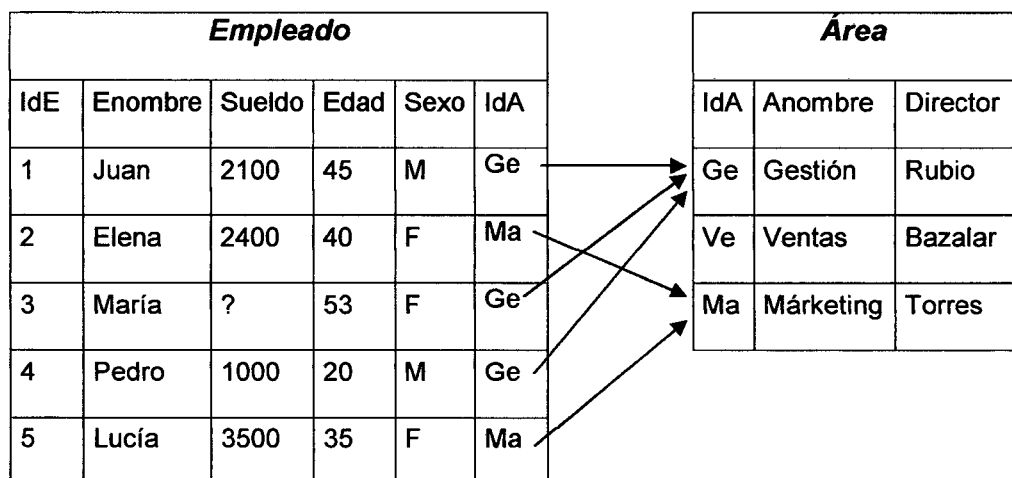 Empleado
IdE Enombre Sueldo Edad Sexo IdA
1 Juan 2100 45 M Ge
2 Elena 2400 40 F Ma
3 María ? 53 F Ge
4 Pedro 1000 20 M Ge
5 Lucía 3500 35 F Ma
Área
IdA Anombre Director
Ge Gestión Rubio
Ve Ventas Bazalar
Ma Márketing Torres